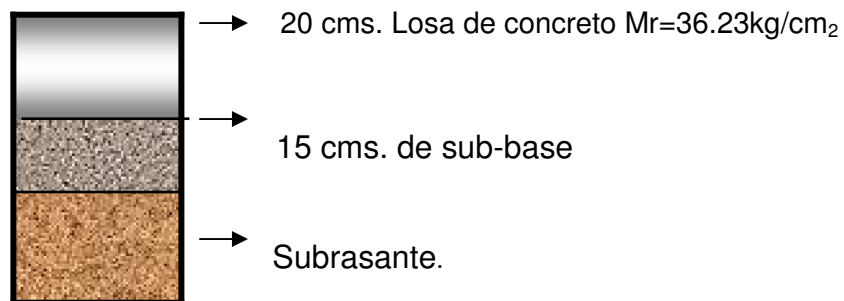 20 cms. Losa de concreto Mr=36.23kg/cm₂
15 cms. de sub-base
Subrasante.